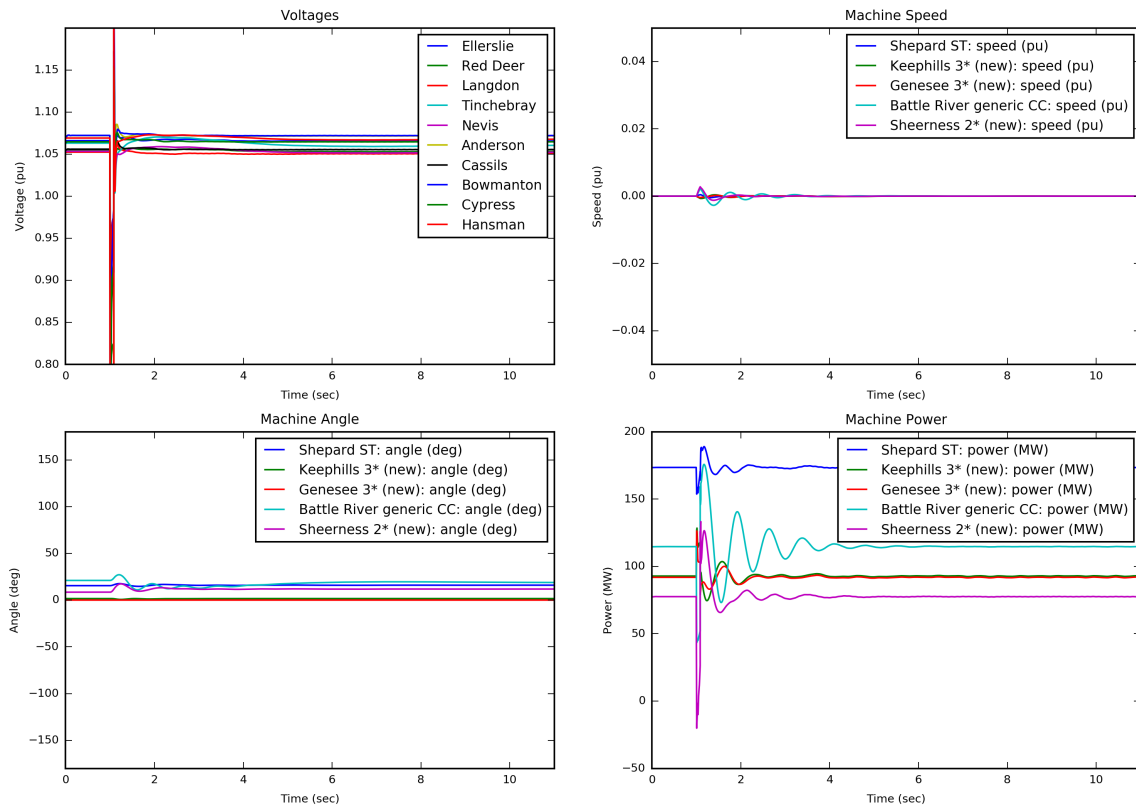 Voltages
1.15
1.10
1.05
1.00
0.95
0.90
0.85
0.80
Voltage (pu)
0 2 4 6 8 10
Time (sec)
Ellerslie
Red Deer
Langdon
Tinchebray
Nevis
Anderson
Cassils
Bowmanton
Cypress
Hansman
Machine Speed
0.04
0.02
0.00
−0.02
−0.04
Speed (pu)
0 2 4 6 8 10
Time (sec)
Shepard ST: speed (pu)
Keephills 3* (new): speed (pu)
Genesee 3* (new): speed (pu)
Battle River generic CC: speed (pu)
Sheerness 2* (new): speed (pu)
Machine Angle
150
100
50
0
−50
−100
−150
Angle (deg)
0 2 4 6 8 10
Time (sec)
Shepard ST: angle (deg)
Keephills 3* (new): angle (deg)
Genesee 3* (new): angle (deg)
Battle River generic CC: angle (deg)
Sheerness 2* (new): angle (deg)
Machine Power
200
150
100
50
0
−50
Power (MW)
0 2 4 6 8 10
Time (sec)
Shepard ST: power (MW)
Keephills 3* (new): power (MW)
Genesee 3* (new): power (MW)
Battle River generic CC: power (MW)
Sheerness 2* (new): power (MW)